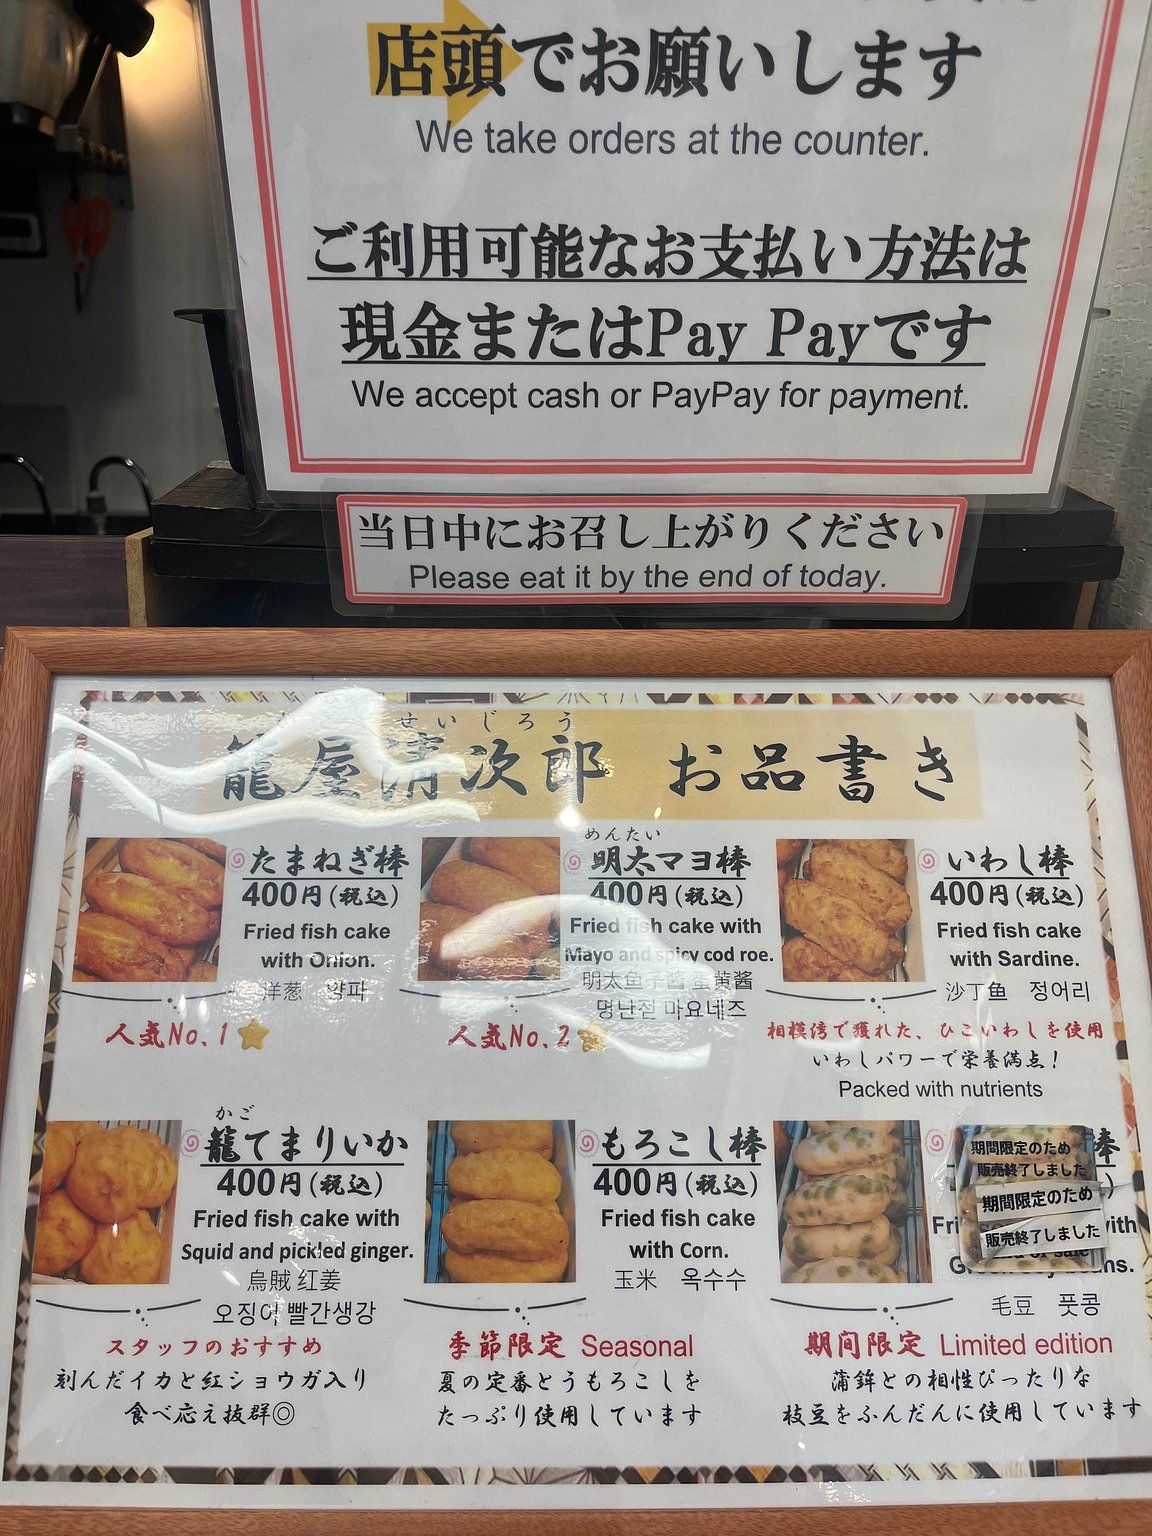 店頭でお願いします
We take orders at the counter.
ご利用可能なお支払い方法は
現金またはPay Payです
We accept cash or PayPay for payment.
当日中にお召し上がりください
Please eat it by the end of today.
せいじろう
籠屋清次郎 お品書き
たまねぎ棒
400円(税込)
Fried fish cake
with Onion.
洋葱 양파
人気No.1
めんたい
明太マヨ棒
400円(税込)
Fried fish cake with
Mayo and spicy cod roe.
明太鱼子酱 蛋黄酱
명난젓 마요네즈
人気No.2
いわし棒
400円(税込)
Fried fish cake
with Sardine.
沙丁鱼 정어리
相模湾で獲れた、ひこいわしを使用
いわしパワーで栄養満点!
Packed with nutrients
かご
籠てまりいか
400円(税込)
Fried fish cake with
Squid and pickled ginger.
烏賊 红姜
오징어 빨간생강
スタッフのおすすめ
刻んだイカと紅ショウガ入り
食べ応え抜群◎
もろこし棒
400円(税込)
Fried fish cake
with Corn.
玉米 옥수수
季節限定 Seasonal
夏の定番とうもろこしを
たっぷり使用しています
棒
期間限定のため
販売終了しました
期間限定のため
販売終了しました
毛豆 풋콩
期间限定 Limited edition
蒲鉾との相性ぴったりな
枝豆をふんだんに使用しています